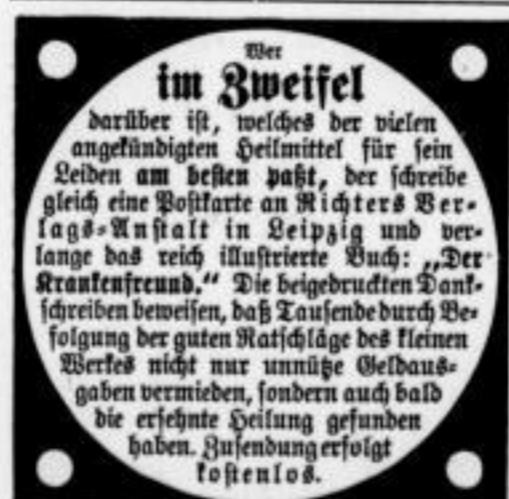 Wer
im Zweifel
darüber ist, welches der vielen
angekündigten Heilmittel für sein
Leiden am besten paßt, der schreibe
gleich eine Postkarte an Richters Ver-
lags-Anstalt in Leipzig und ver-
lange das reich illustrierte Buch: „Der
Krankenfreund.“ Die beigedruckten Dank-
schreiben beweisen, daß Tausende durch Be-
folgung der guten Ratschläge des kleinen
Werkes nicht nur unnütze Geldaus-
gaben vermieden, sondern auch bald
die ersehnte Heilung gefunden
haben. Zusendung erfolgt
kostenlos.